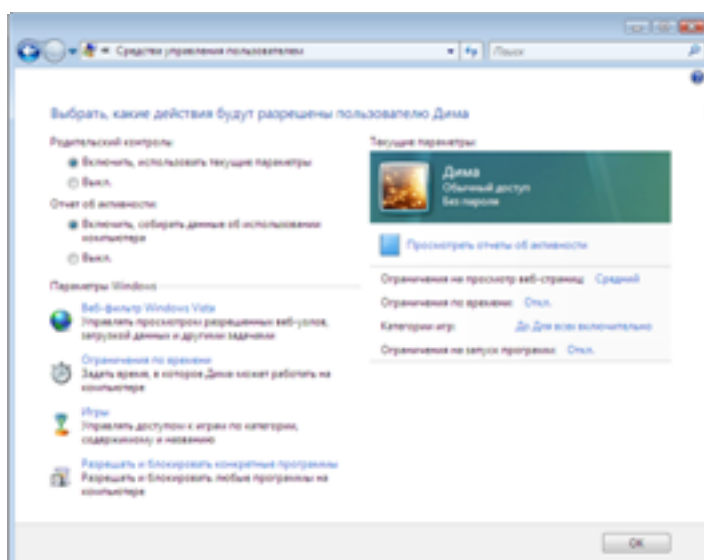 Средства управления пользователем
Поиск
Выбрать, какие действия будут разрешены пользователю Дима
Родительский контроль:
Включить, использовать текущие параметры
Выкл.
Отчет об активности:
Включить, собирать данные об использовании
компьютера
Выкл.
Параметры Windows
Веб-фильтр Windows Vista
Управлять просмотром разрешенных веб-узлов,
загрузкой данных и другими задачами
Ограничения по времени
Задать время, в которое Дима может работать на
компьютере
Игры
Управлять доступом к играм по категории,
содержимому и названию
Разрешать и блокировать конкретные программы
Разрешать и блокировать любые программы на
компьютере
Текущие параметры:
Дима
Обычный доступ
Без пароля
Просмотреть отчеты об активности
Ограничения на просмотр веб-страниц: Средний
Ограничения по времени: Откл.
Категории игр: До Для всех включительно
Ограничения на запуск программ: Откл.
ОК